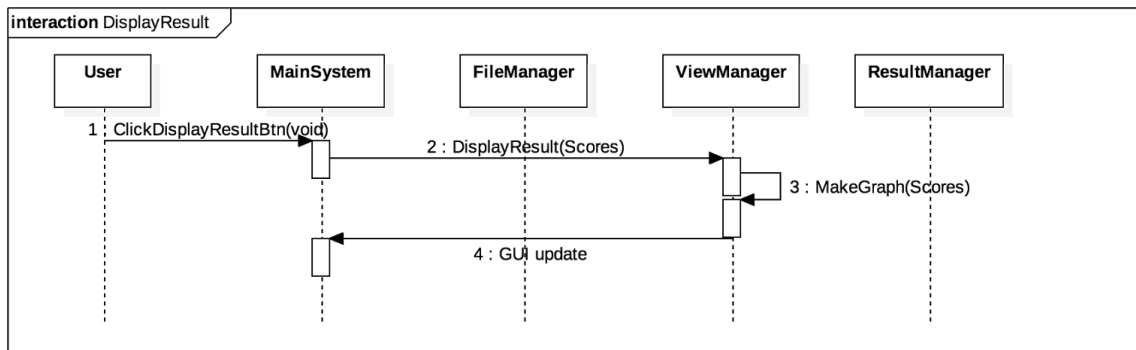 interaction DisplayResult
User
MainSystem
FileManager
ViewManager
ResultManager
1 : ClickDisplayResultBtn(void)
2 : DisplayResult(Scores)
3 : MakeGraph(Scores)
4 : GUI update